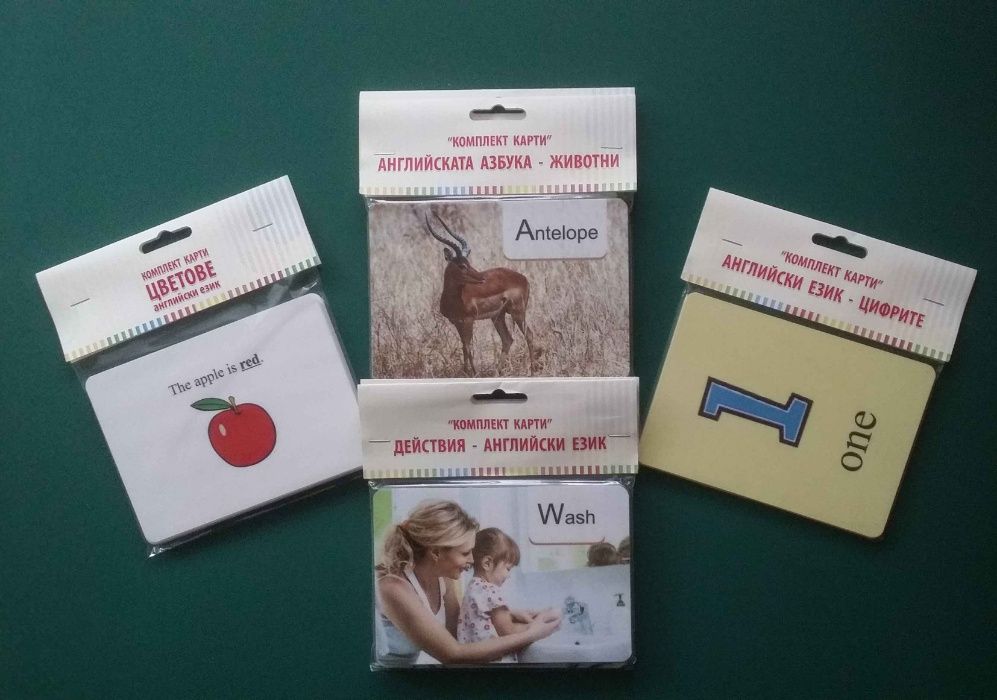 "КОМПЛЕКТ КАРТИ"
АНГЛИЙСКАТА АЗБУКА - ЖИВОТНИ
Antelope
КОМПЛЕКТ КАРТИ
ЦВЕТОВЕ
английски език
The apple is red.
"КОМПЛЕКТ КАРТИ"
АНГЛИЙСКИ ЕЗИК - ЦИФРИТЕ
1
one
"КОМПЛЕКТ КАРТИ"
ДЕЙСТВИЯ - АНГЛИЙСКИ ЕЗИК
Wash